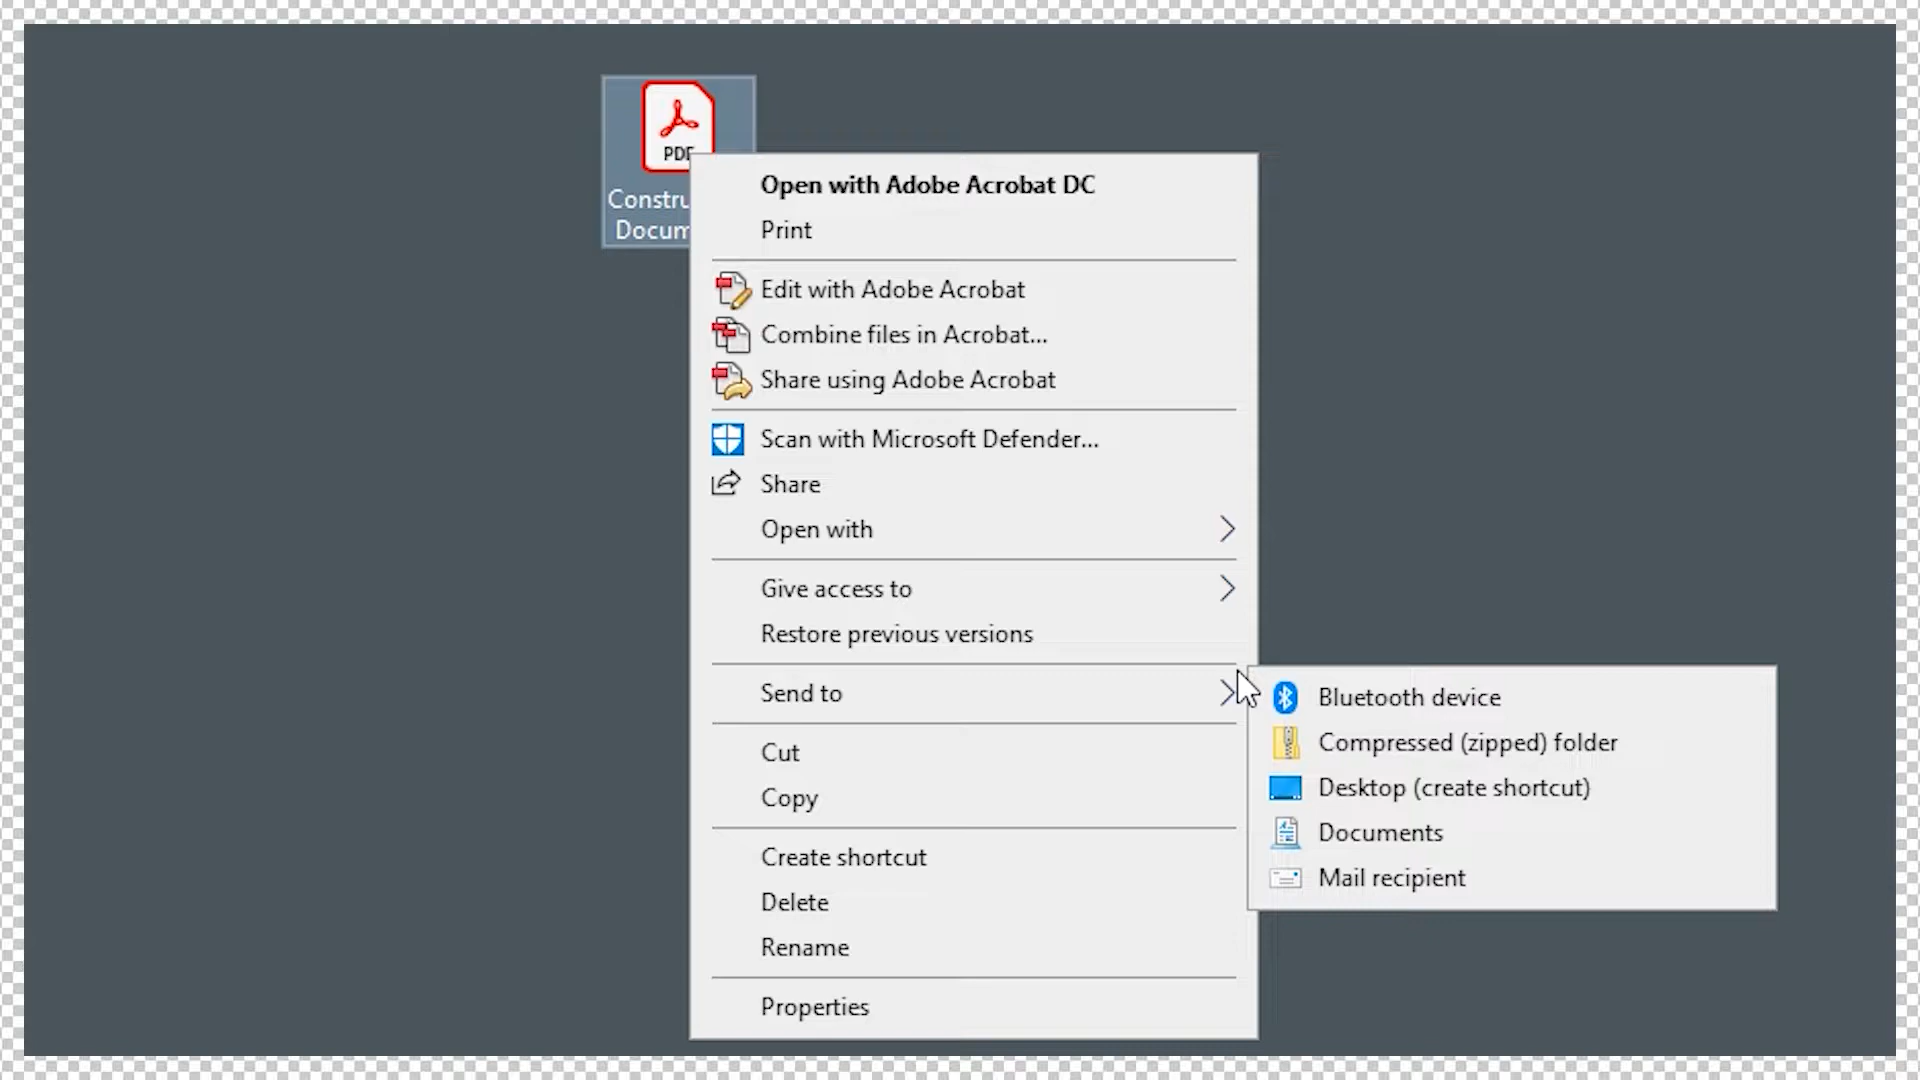 PDF
Constru
Docum
Open with Adobe Acrobat DC
Print
Edit with Adobe Acrobat
Combine files in Acrobat...
Share using Adobe Acrobat
Scan with Microsoft Defender...
Share
Open with
Give access to
Restore previous versions
Send to
Cut
Copy
Create shortcut
Delete
Rename
Properties
Bluetooth device
Compressed (zipped) folder
Desktop (create shortcut)
Documents
Mail recipient